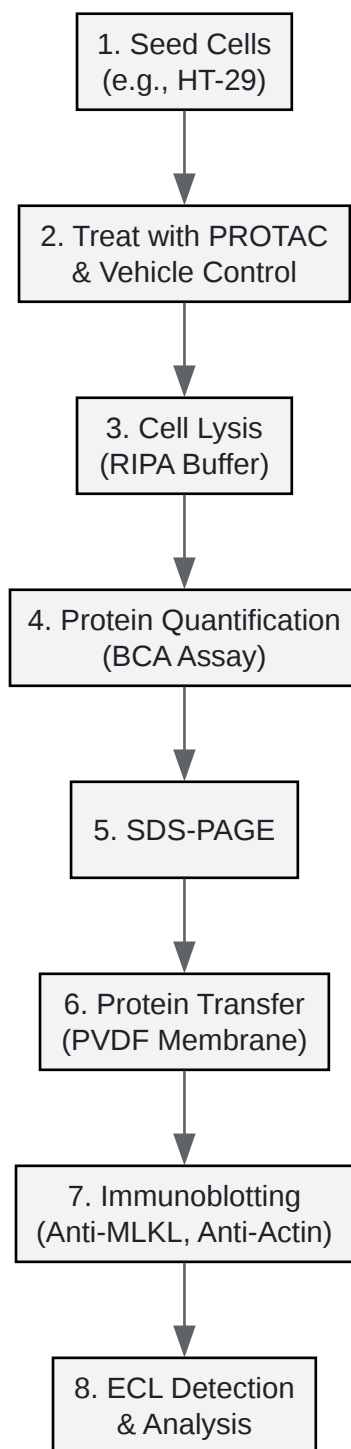 1. Seed Cells
(e.g., HT-29)
2. Treat with PROTAC
& Vehicle Control
3. Cell Lysis
(RIPA Buffer)
4. Protein Quantification
(BCA Assay)
5. SDS-PAGE
6. Protein Transfer
(PVDF Membrane)
7. Immunoblotting
(Anti-MLKL, Anti-Actin)
8. ECL Detection
& Analysis